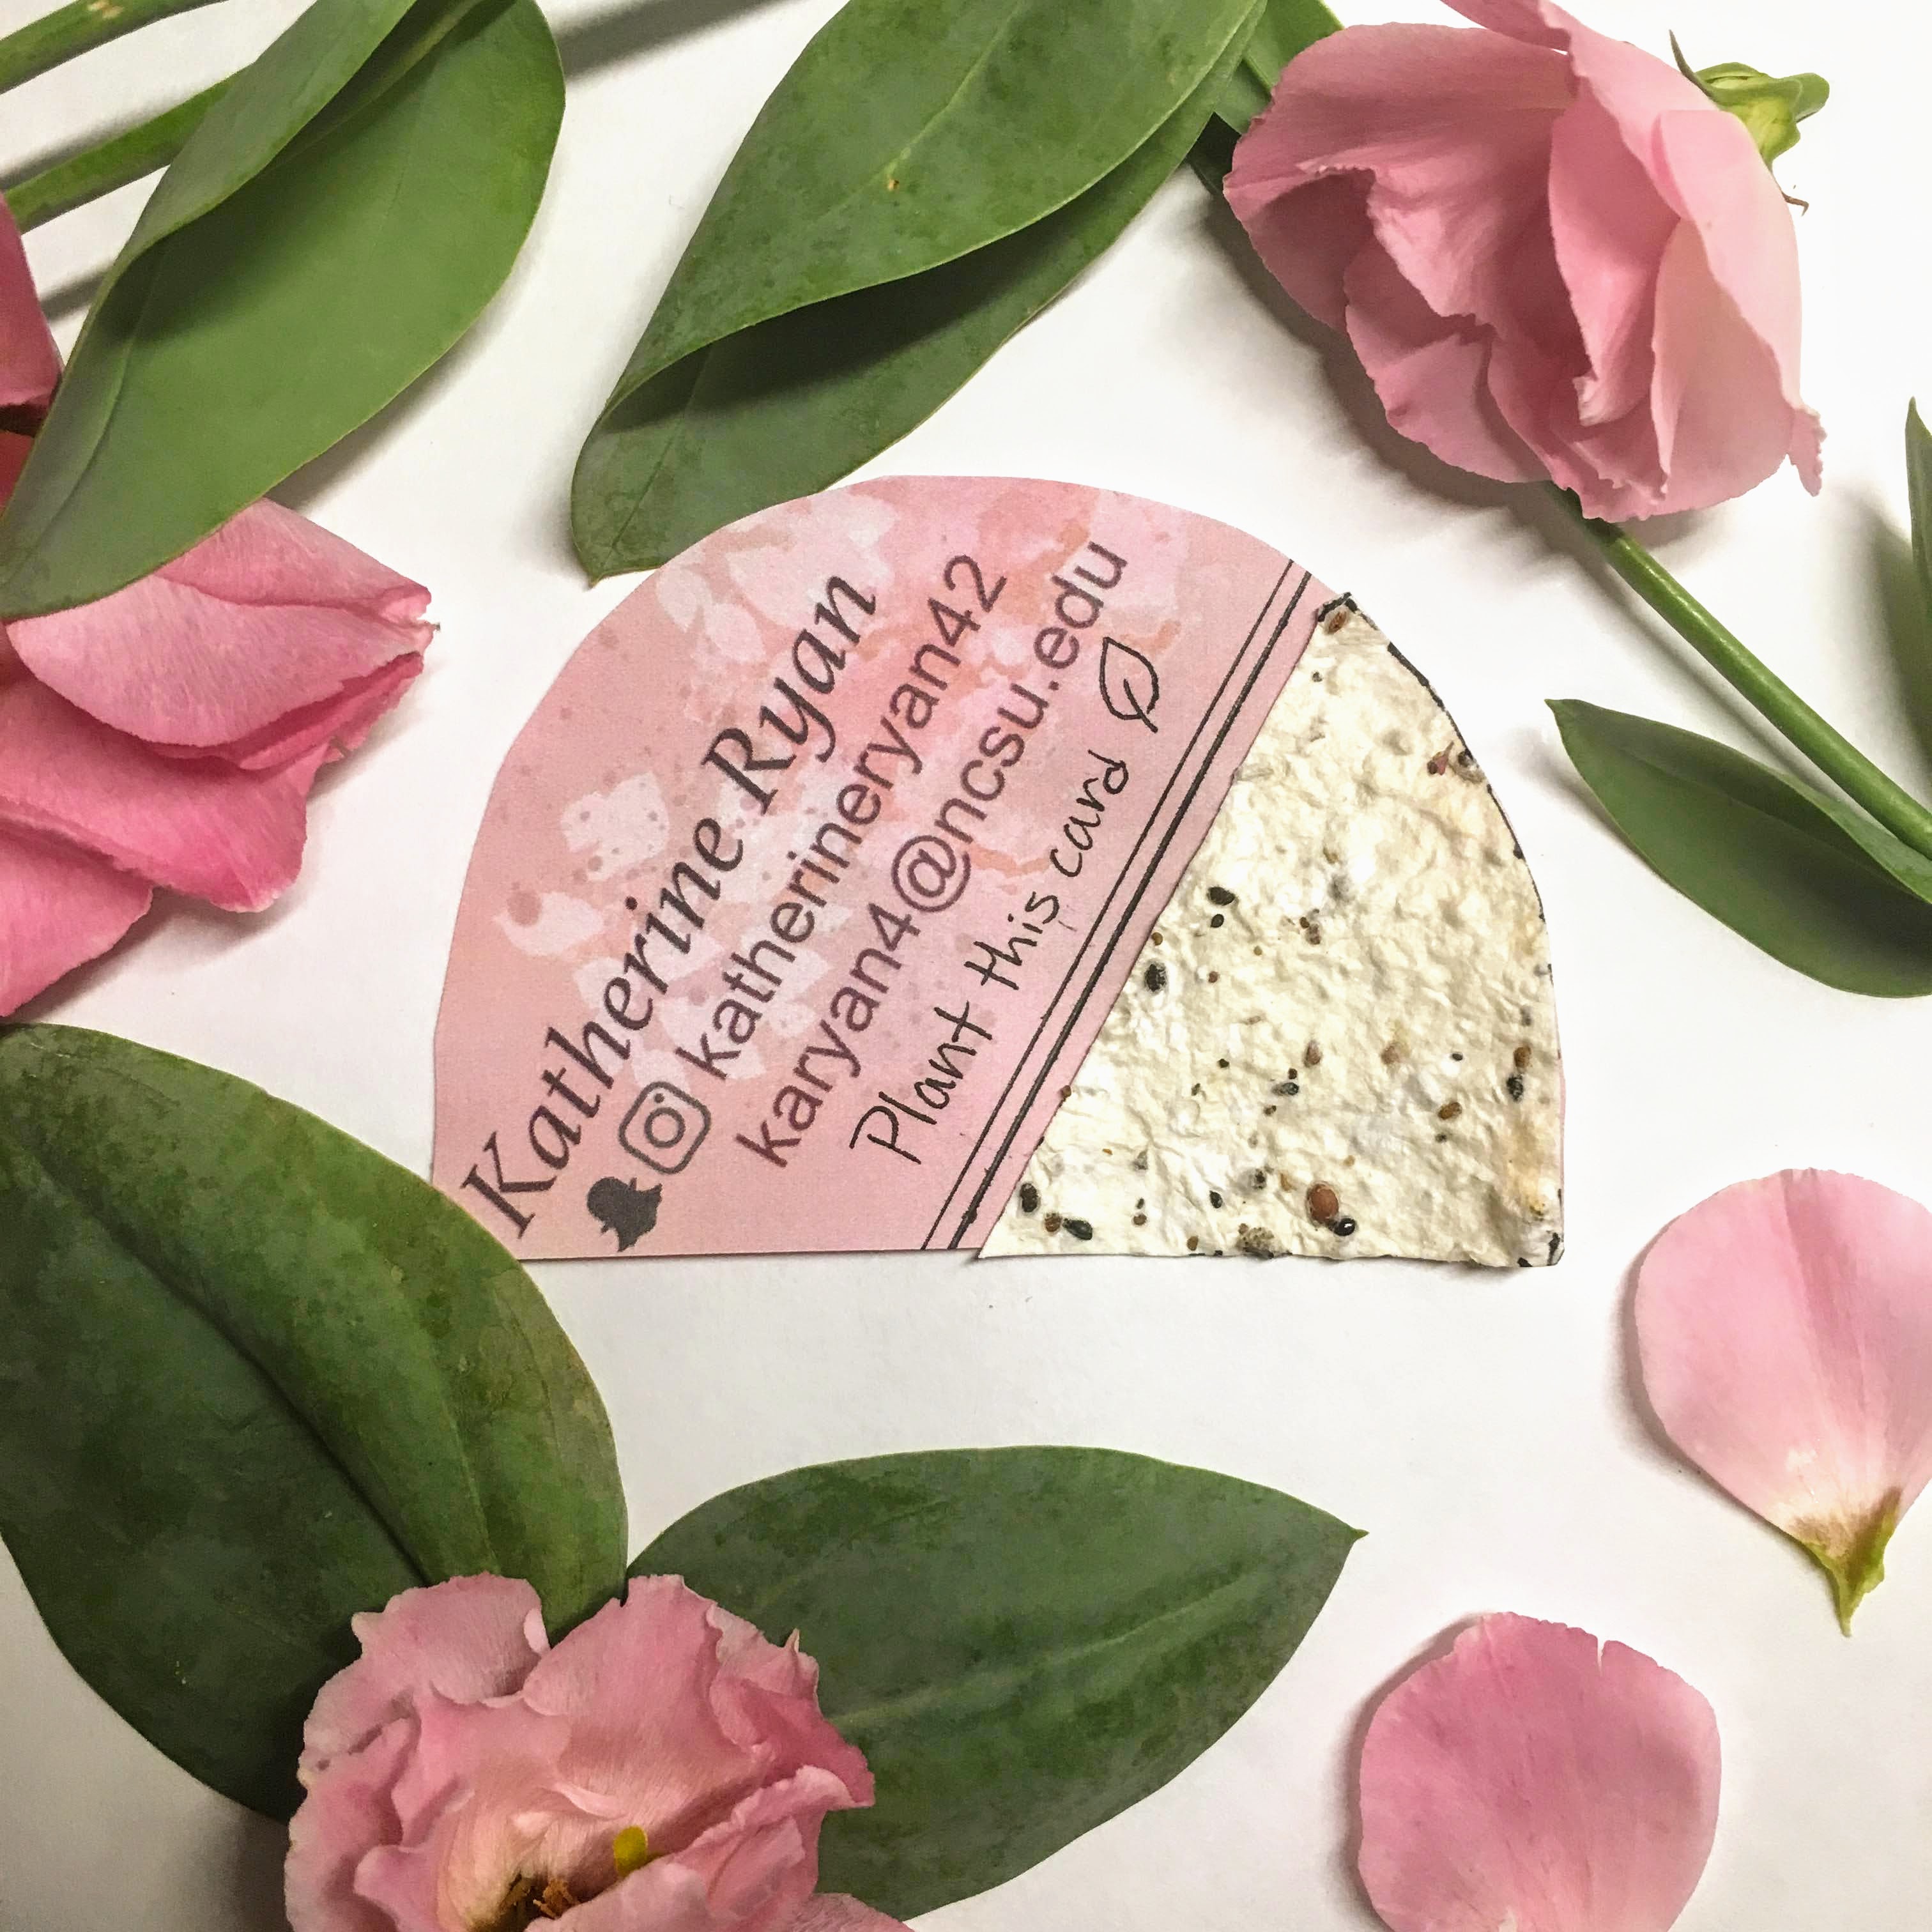 Katherine Ryan
katherineryan42
karyan4@ncsu.edu
Plant this card